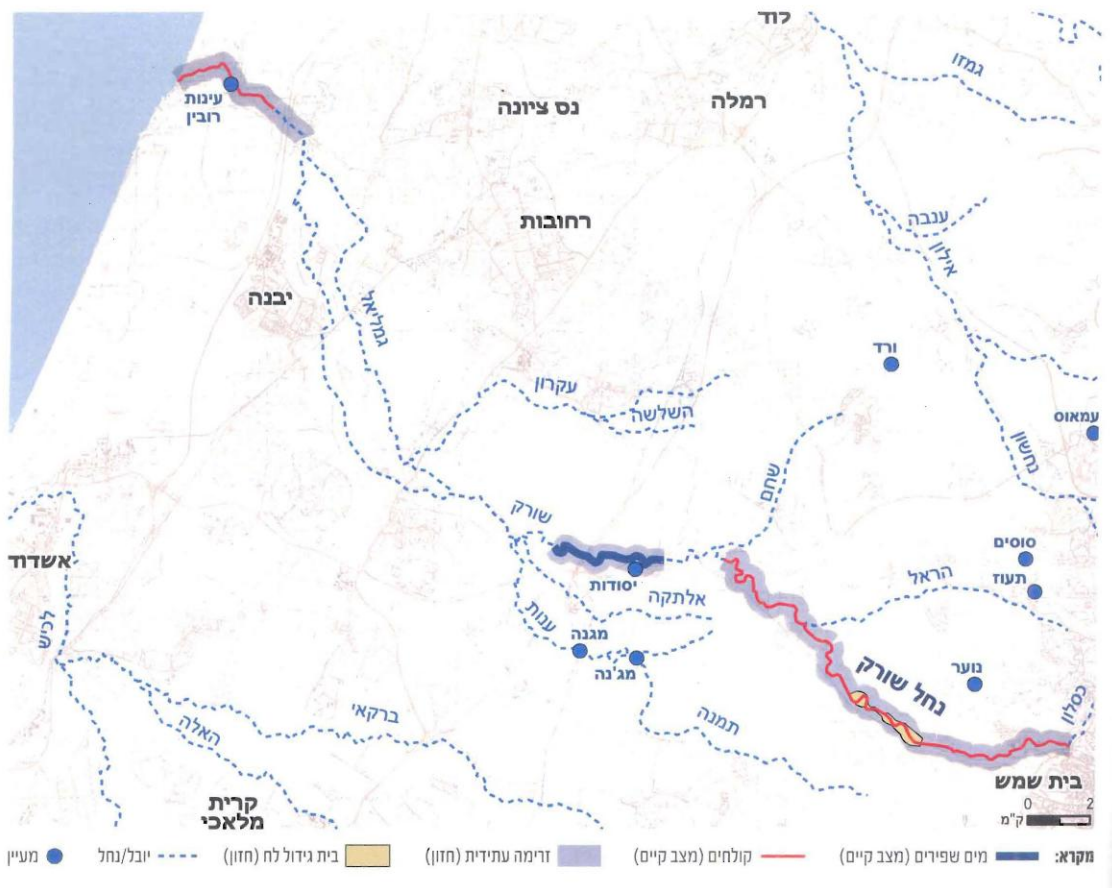 לוד
גמזו
עינות
רובין
נס ציונה
רמלה
רחובות
ענבה
אילון
יבנה
גמליאל
ורד
עקרון
השלשה
עמאוס
נחשון
שחם
שורק
אשדוד
יסודות
סוסים
תעוז
הראל
אלתקה
ענות
לכיש
מגנה
מג'נה
נוער
נחל שורק
כסלון
ברקאי
האלה
תמנה
בית שמש
קרית
מלאכי
0 2
ק"מ
מקרא: מים שפירים (מצב קיים) קולחים (מצב קיים) זרימה עתידית (חזון) בית גידול לח (חזון) יובל/נחל מעיין